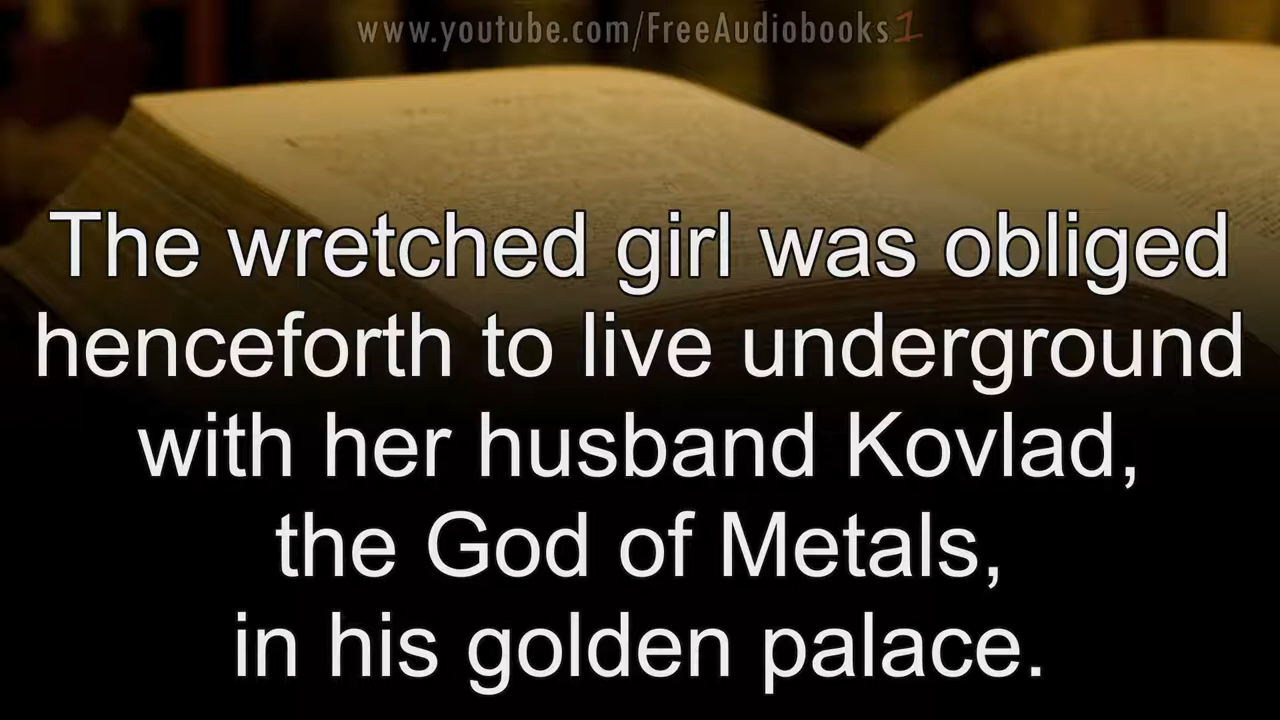 www.youtube.com/FreeAudiobooks1
The wretched girl was obliged
henceforth to live underground
with her husband Kovlad,
the God of Metals,
in his golden palace.